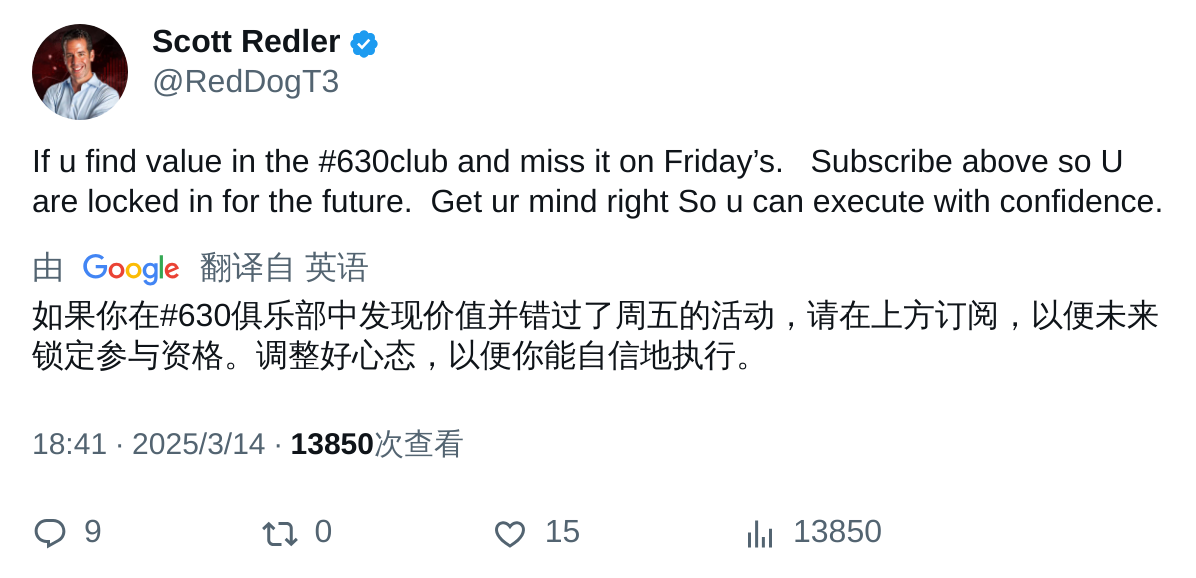 Scott Redler
@RedDogT3
If u find value in the #630club and miss it on Friday’s.   Subscribe above so U
are locked in for the future.  Get ur mind right So u can execute with confidence.
由 Google 翻译自 英语
如果你在#630俱乐部中发现价值并错过了周五的活动，请在上方订阅，以便未来
锁定参与资格。调整好心态，以便你能自信地执行。
18:41 · 2025/3/14 · 13850次查看
9 0 15 13850